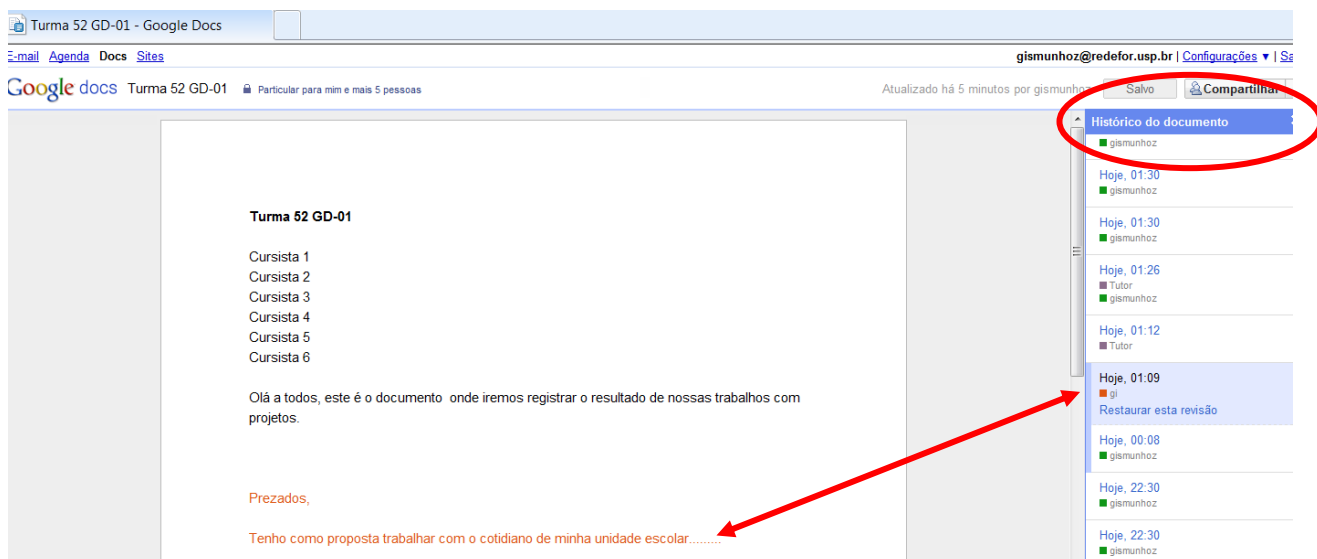 Turma 52 GD-01 - Google Docs
E-mail Agenda Docs Sites
gismunhoz@redefor.usp.br | Configurações ▼ | Sa
Google docs Turma 52 GD-01 Particular para mim e mais 5 pessoas
Atualizado há 5 minutos por gismunhoz Salvo Compartilhar
Turma 52 GD-01
Cursista 1
Cursista 2
Cursista 3
Cursista 4
Cursista 5
Cursista 6
Olá a todos, este é o documento onde iremos registrar o resultado de nossas trabalhos com
projetos.
Prezados,
Tenho como proposta trabalhar com o cotidiano de minha unidade escolar.........
Histórico do documento
gismunhoz
Hoje, 01:30
gismunhoz
Hoje, 01:30
gismunhoz
Hoje, 01:26
Tutor
gismunhoz
Hoje, 01:12
Tutor
Hoje, 01:09
gi
Restaurar esta revisão
Hoje, 00:08
gismunhoz
Hoje, 22:30
gismunhoz
Hoje, 22:30
gismunhoz